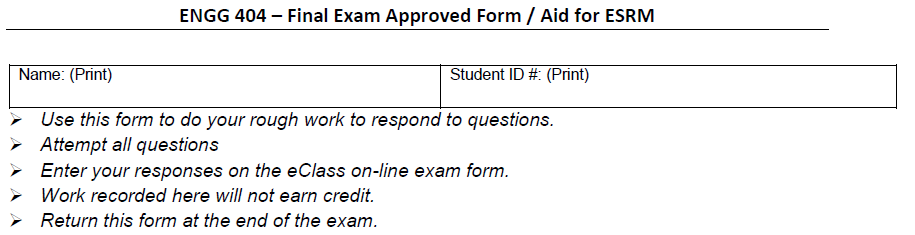 ENGG 404 – Final Exam Approved Form / Aid for ESRM
Name: (Print) Student ID #: (Print)
➢ Use this form to do your rough work to respond to questions.
➢ Attempt all questions
➢ Enter your responses on the eClass on-line exam form.
➢ Work recorded here will not earn credit.
➢ Return this form at the end of the exam.